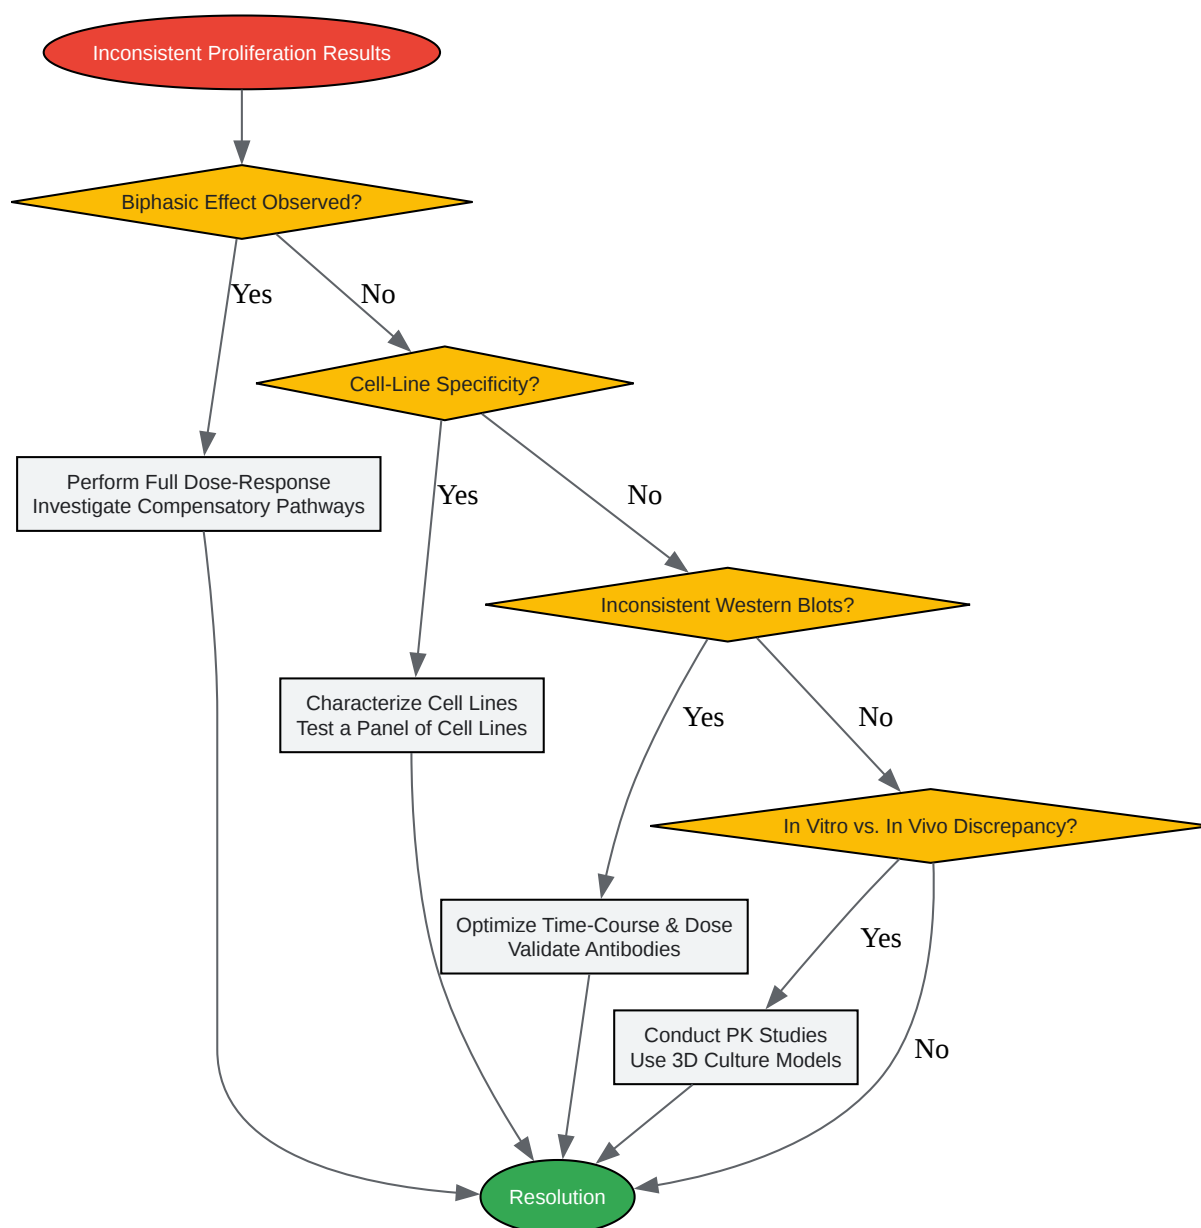 Inconsistent Proliferation Results
Biphasic Effect Observed?
Yes
No
Cell-Line Specificity?
Perform Full Dose-Response
Investigate Compensatory Pathways
Yes
No
Inconsistent Western Blots?
Characterize Cell Lines
Test a Panel of Cell Lines
Yes
No
In Vitro vs. In Vivo Discrepancy?
Optimize Time-Course & Dose
Validate Antibodies
Yes
Conduct PK Studies
Use 3D Culture Models
No
Resolution